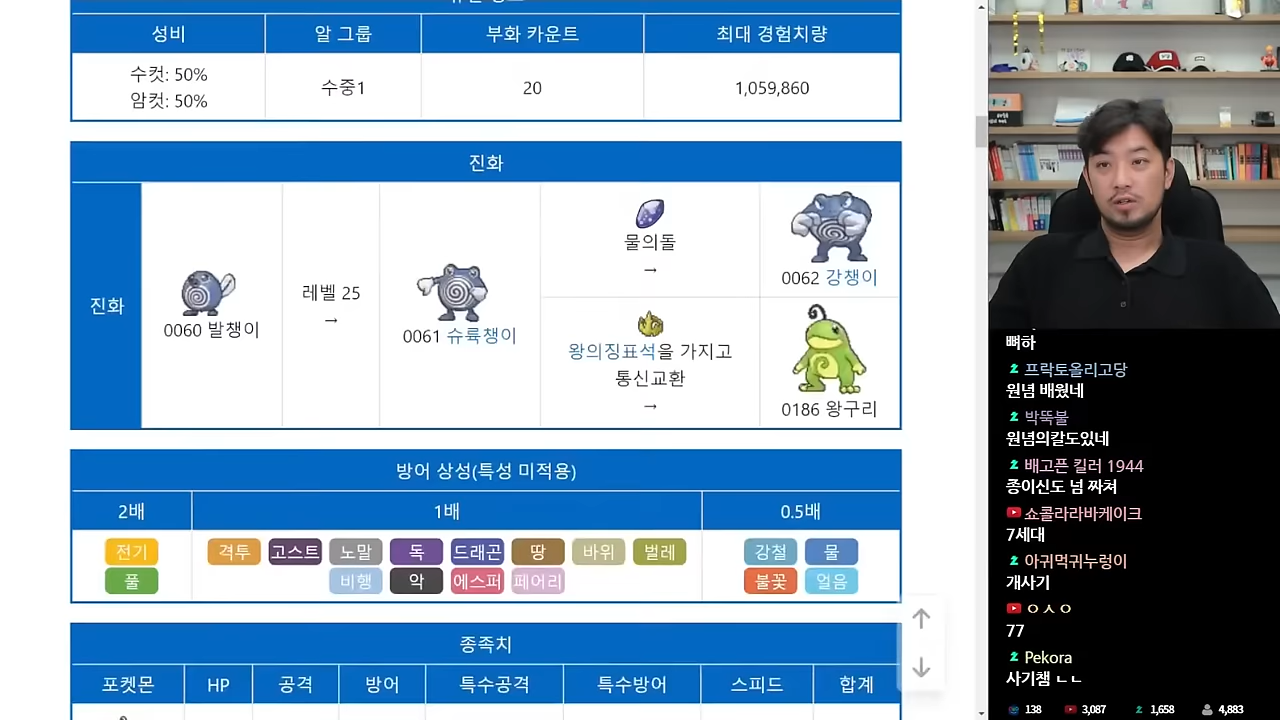 성비
알 그룹
부화 카운트
최대 경험치량
수컷: 50%
암컷: 50%
수중1
20
1,059,860
진화
진화
0060 발챙이
레벨 25
→
0061 슈륙챙이
물의돌
→
0062 강챙이
왕의징표석을 가지고
통신교환
→
0186 왕구리
방어 상성(특성 미적용)
2배
1배
0.5배
전기
풀
격투 고스트 노말 독 드래곤 땅 바위 벌레
비행 악 에스퍼 페어리
강철 물
불꽃 얼음
종족치
포켓몬
HP
공격
방어
특수공격
특수방어
스피드
합계
뼈하
프락토올리고당
원념 배웠네
박뚝불
원념의칼도있네
배고픈 킬러 1944
종이신도 넘 짜쳐
쇼콜라라바케이크
7세대
아귀먹귀누렁이
개사기
ㅇㅅㅇ
77
Pekora
사기챔 ㄴㄴ
138
3,087
1,658
4,883